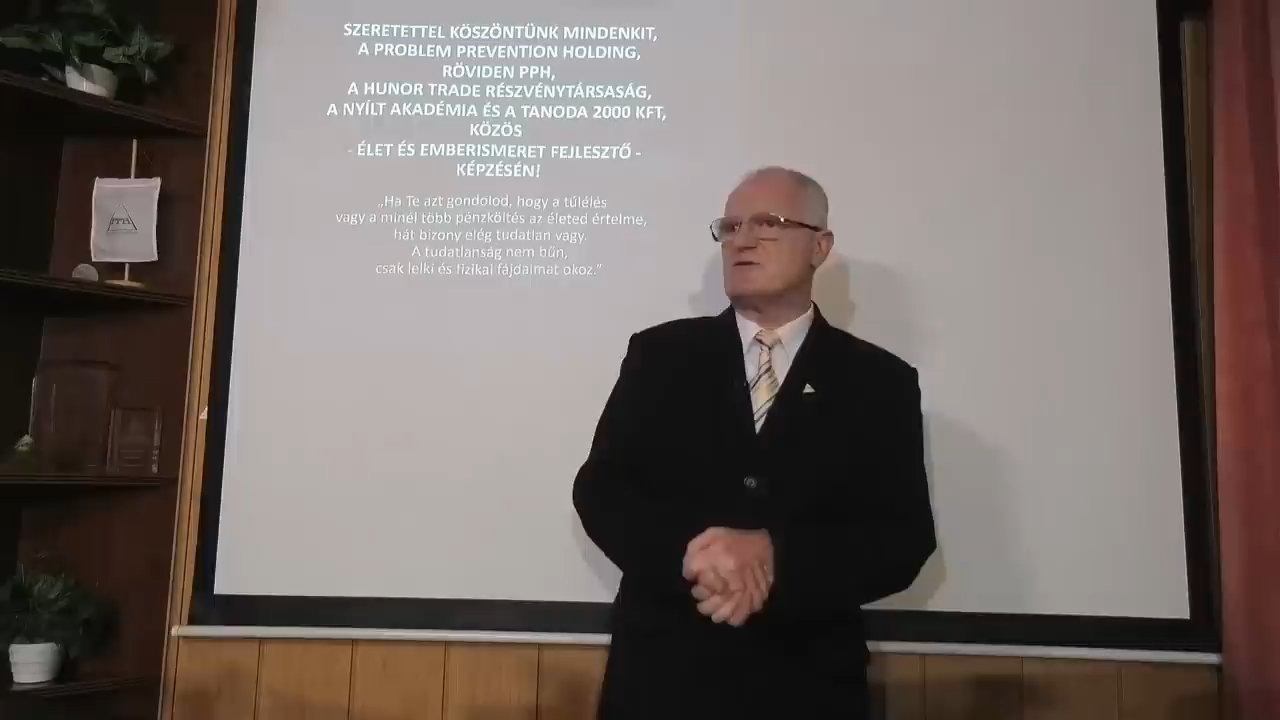 SZERETETTEL KÖSZÖNTÜNK MINDENKIT,
A PROBLEM PREVENTION HOLDING,
RÖVIDEN PPH,
A HUNOR TRADE RÉSZVÉNYTÁRSASÁG,
A NYÍLT AKADÉMIA ÉS A TANODA 2000 KFT,
KÖZÖS
- ÉLET ÉS EMBERISMERET FEJLESZTŐ -
KÉPZÉSÉN!
„Ha Te azt gondolod, hogy a túlélés
vagy a minél több pénzköltés az életed értelme,
hát bizony elég tudatlan vagy.
A tudatlanság nem bűn,
csak lelki és fizikai fájdalmat okoz."